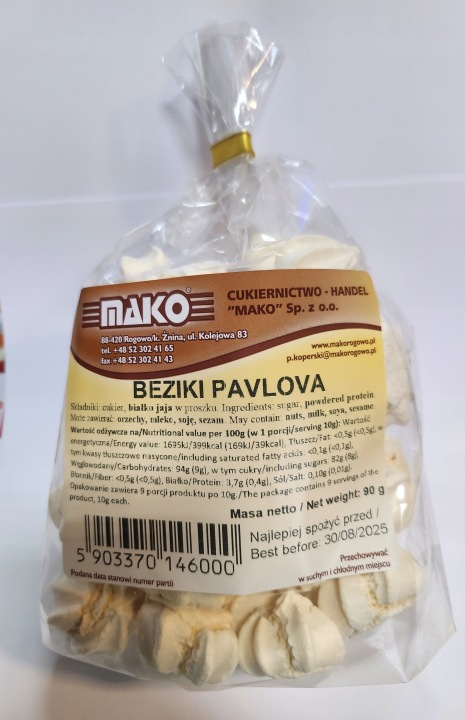 MAKO®
CUKIERNICTWO - HANDEL
"MAKO" Sp. z o.o.
88-420 Rogowo/k. Żnina, ul. Kolejowa 83
tel. +48 52 302 41 65
fax +48 52 302 41 43
www.makorogowo.pl
p.koperski@makorogowo.pl
BEZIKI PAVLOVA
Składniki: cukier, białko jaja w proszku. Ingredients: sugar, powdered protein.
Może zawierać: orzechy, mleko, soję, sezam. May contain: nuts, milk, soya, sesame.
Wartość odżywcza na/Nutritional value per 100g (w 1 porcji/serving 10g): Wartość
energetyczna/Energy value: 1695kJ/399kcal (169kJ/39kcal), Tłuszcz/Fat: <0,5g (<0,5g), w
tym kwasy tłuszczowe nasycone/including saturated fatty acids: <0,1g (<0,1g),
Węglowodany/Carbohydrates: 94g (9g), w tym cukry/including sugars: 82g (8g),
Błonnik/Fiber: <0,5g (<0,5g), Białko/Protein: 3,7g (0,4g), Sól/Salt: 0,10g (0,01g).
Opakowanie zawiera 9 porcji produktu po 10g./The package contains 9 servings of the
product, 10g each.
Masa netto / Net weight: 90 g
5 903370 146000
Najlepiej spożyć przed /
Best before: 30/08/2025
Podana data stanowi numer partii
Przechowywać
w suchym i chłodnym miejscu